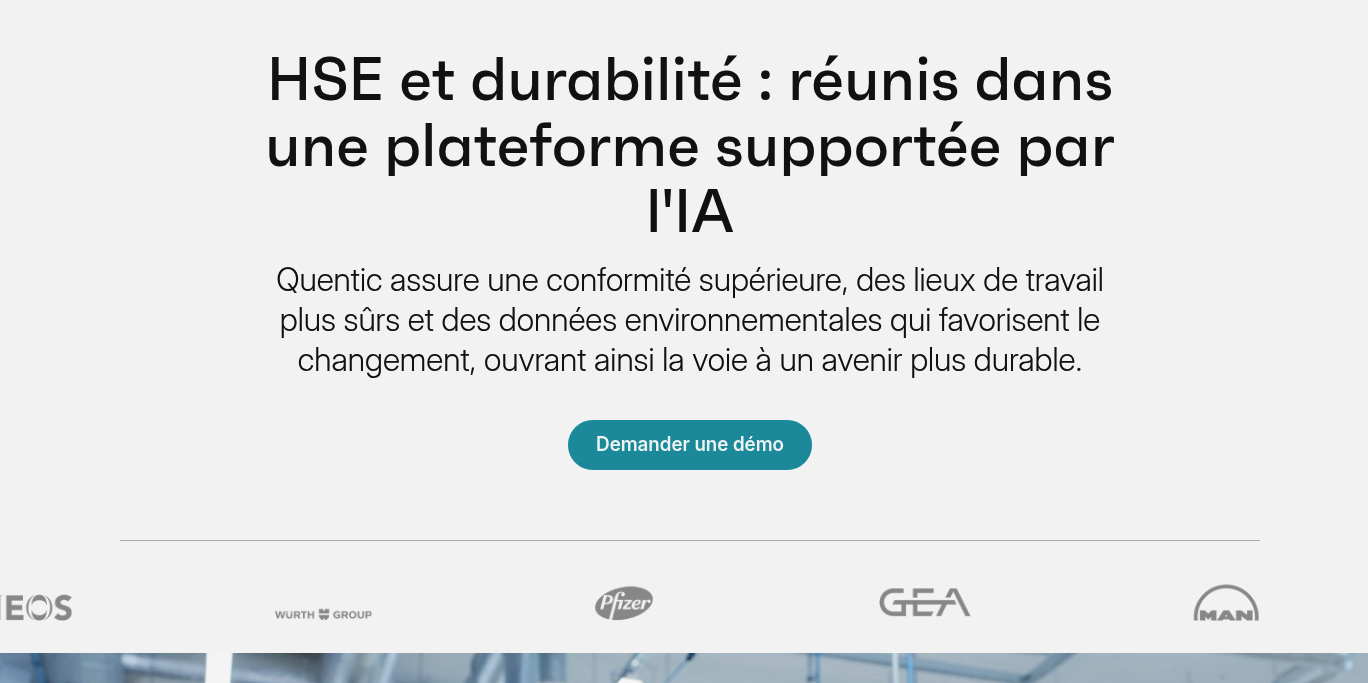 HSE et durabilité : réunis dans
une plateforme supportée par
l'IA
Quentic assure une conformité supérieure, des lieux de travail
plus sûrs et des données environnementales qui favorisent le
changement, ouvrant ainsi la voie à un avenir plus durable.
Demander une démo
NEOS WÜRTH GROUP Pfizer GEA MAN